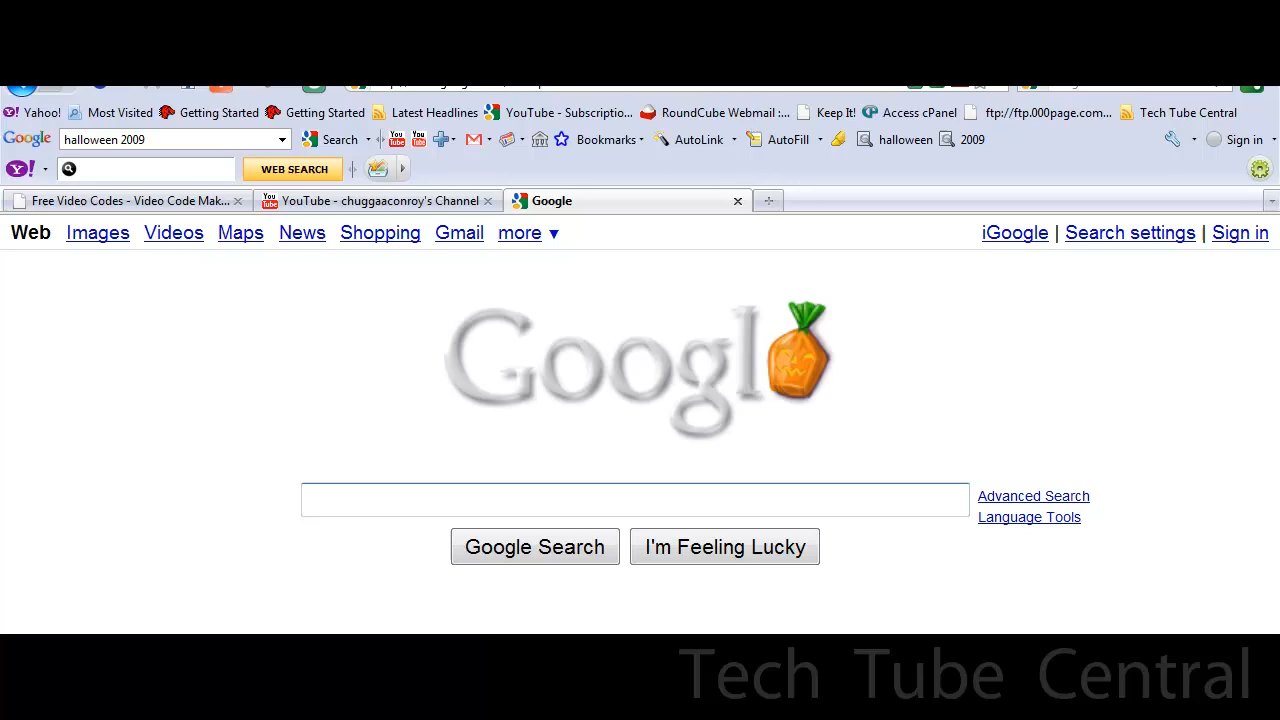 Yahoo! Most Visited Getting Started Getting Started Latest Headlines YouTube - Subscriptio... RoundCube Webmail :... Keep It! Access cPanel ftp://ftp.000page.com... Tech Tube Central
Google halloween 2009 Search Bookmarks AutoLink AutoFill halloween 2009 Sign in
Y! WEB SEARCH
Free Video Codes - Video Code Mak... YouTube - chuggaaconroy's Channel Google
Web Images Videos Maps News Shopping Gmail more ▼ iGoogle | Search settings | Sign in
Googl
Advanced Search
Language Tools
Google Search I'm Feeling Lucky
Tech Tube Central